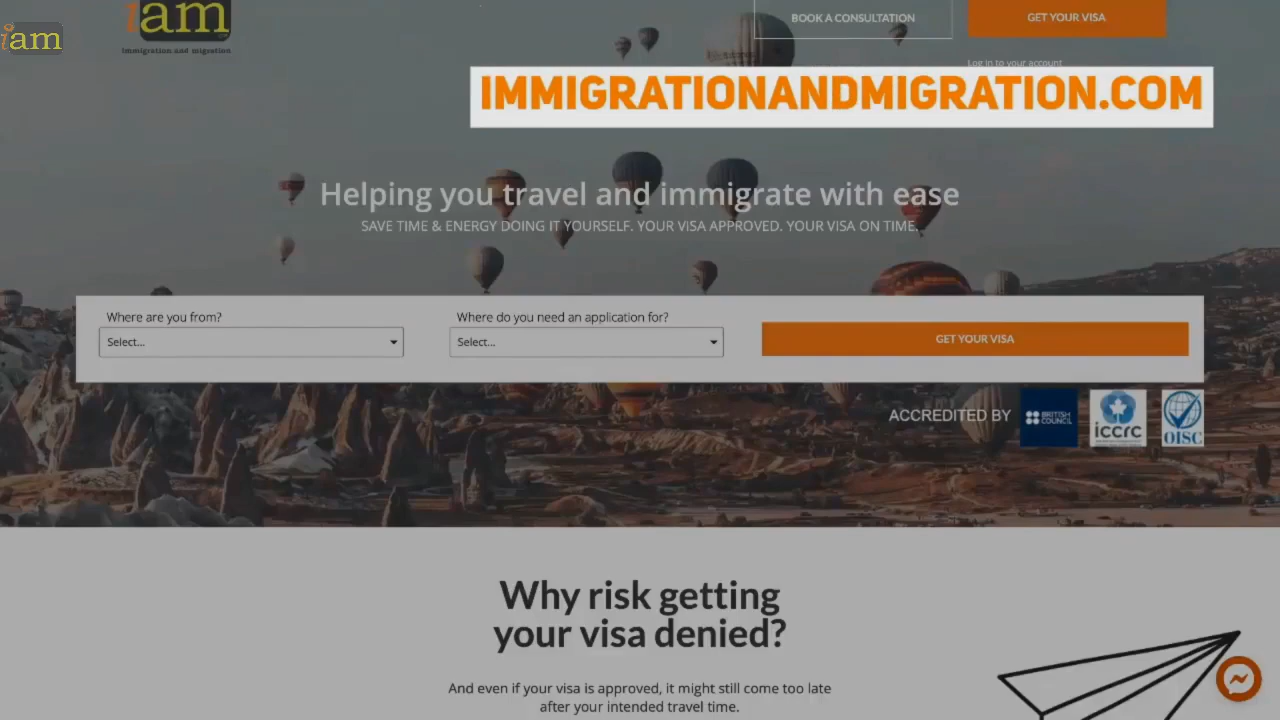 iam
iam
Immigration and migration
BOOK A CONSULTATION
GET YOUR VISA
Log in to your account
IMMIGRATIONANDMIGRATION.COM
Helping you travel and immigrate with ease
SAVE TIME & ENERGY DOING IT YOURSELF. YOUR VISA APPROVED. YOUR VISA ON TIME.
Where are you from?
Where do you need an application for?
Select...
Select...
GET YOUR VISA
ACCREDITED BY
BRITISH
COUNCIL
iccrc
OISC
Why risk getting
your visa denied?
And even if your visa is approved, it might still come too late
after your intended travel time.